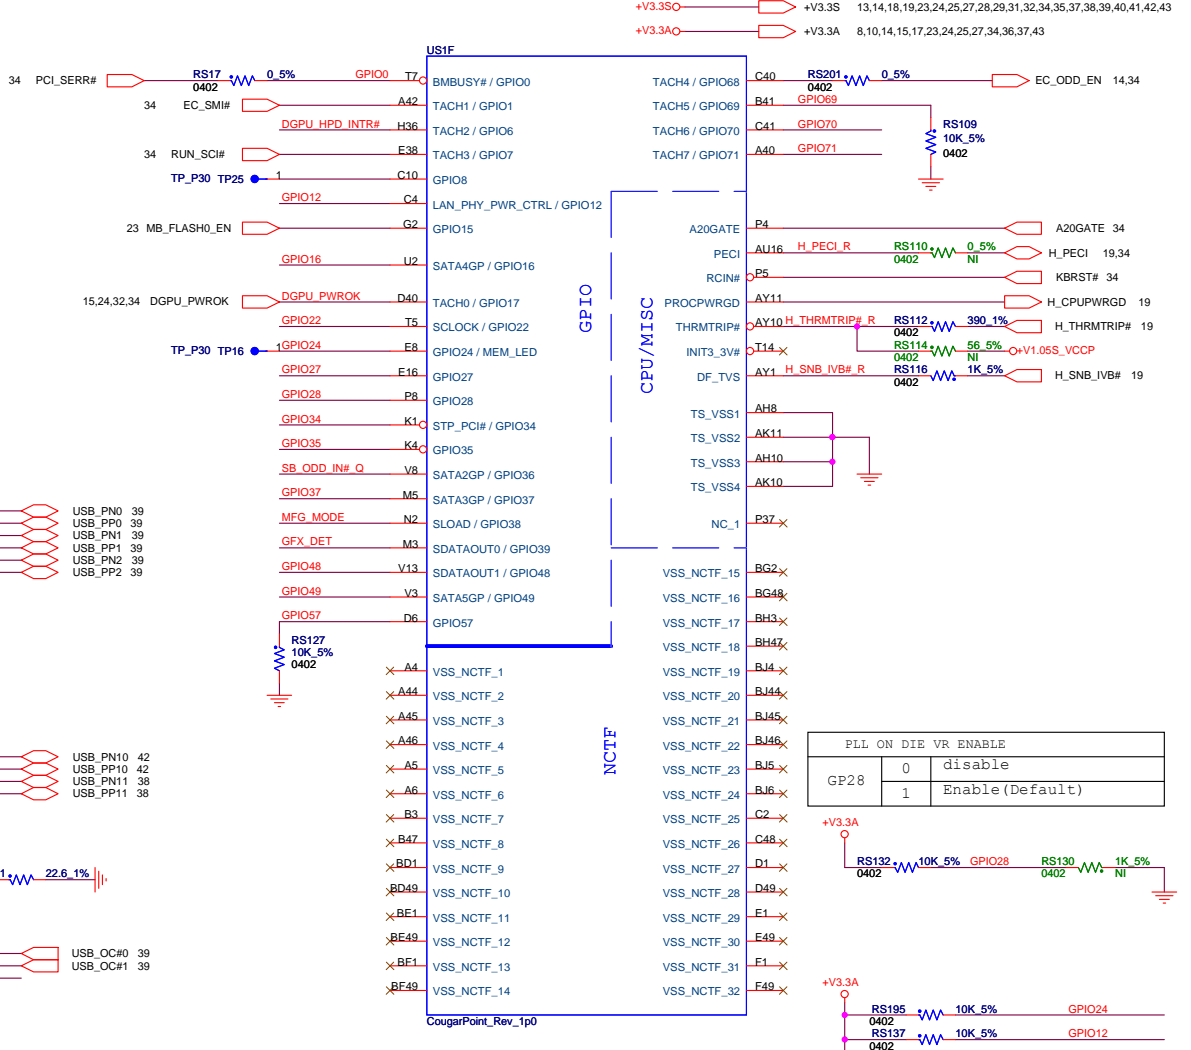 +V3.3S +V3.3S 13,14,18,19,23,24,25,27,28,29,31,32,34,35,37,38,39,40,41,42,43
+V3.3A +V3.3A 8,10,14,15,17,23,24,25,27,34,36,37,43
US1F
34 PCI_SERR# RS17 0_5% 0402 GPIO0 T7 BMBUSY# / GPIO0
34 EC_SMI# A42 TACH1 / GPIO1
DGPU_HPD_INTR# H36 TACH2 / GPIO6
34 RUN_SCI# E38 TACH3 / GPIO7
TP_P30 TP25 1 C10 GPIO8
GPIO12 C4 LAN_PHY_PWR_CTRL / GPIO12
23 MB_FLASH0_EN G2 GPIO15
GPIO16 U2 SATA4GP / GPIO16
15,24,32,34 DGPU_PWROK DGPU_PWROK D40 TACH0 / GPIO17
GPIO22 T5 SCLOCK / GPIO22
TP_P30 TP16 1 GPIO24 E8 GPIO24 / MEM_LED
GPIO27 E16 GPIO27
GPIO28 P8 GPIO28
GPIO34 K1 STP_PCI# / GPIO34
GPIO35 K4 GPIO35
SB_ODD_IN#_Q V8 SATA2GP / GPIO36
GPIO37 M5 SATA3GP / GPIO37
MFG_MODE N2 SLOAD / GPIO38
GFX_DET M3 SDATAOUT0 / GPIO39
GPIO48 V13 SDATAOUT1 / GPIO48
GPIO49 V3 SATA5GP / GPIO49
GPIO57 D6 GPIO57
RS127
10K_5%
0402
A4 VSS_NCTF_1
A44 VSS_NCTF_2
A45 VSS_NCTF_3
A46 VSS_NCTF_4
A5 VSS_NCTF_5
A6 VSS_NCTF_6
B3 VSS_NCTF_7
B47 VSS_NCTF_8
BD1 VSS_NCTF_9
BD49 VSS_NCTF_10
BE1 VSS_NCTF_11
BE49 VSS_NCTF_12
BF1 VSS_NCTF_13
BF49 VSS_NCTF_14
CougarPoint_Rev_1p0
GPIO
CPU/MISC
NCTF
TACH4 / GPIO68 C40 RS201 0_5% 0402 EC_ODD_EN 14,34
TACH5 / GPIO69 B41 GPIO69
TACH6 / GPIO70 C41 GPIO70
TACH7 / GPIO71 A40 GPIO71
RS109
10K_5%
0402
A20GATE P4 A20GATE 34
PECI AU16 H_PECI_R RS110 0_5% 0402 NI H_PECI 19,34
RCIN# P5 KBRST# 34
PROCPWRGD AY11 H_CPUPWRGD 19
THRMTRIP# AY10 H_THRMTRIP#_R RS112 390_1% 0402 H_THRMTRIP# 19
INIT3_3V# T14 RS114 56_5% 0402 NI +V1.05S_VCCP
DF_TVS AY1 H_SNB_IVB#_R RS116 1K_5% 0402 H_SNB_IVB# 19
TS_VSS1 AH8
TS_VSS2 AK11
TS_VSS3 AH10
TS_VSS4 AK10
NC_1 P37
VSS_NCTF_15 BG2
VSS_NCTF_16 BG48
VSS_NCTF_17 BH3
VSS_NCTF_18 BH47
VSS_NCTF_19 BJ4
VSS_NCTF_20 BJ44
VSS_NCTF_21 BJ45
VSS_NCTF_22 BJ46
VSS_NCTF_23 BJ5
VSS_NCTF_24 BJ6
VSS_NCTF_25 C2
VSS_NCTF_26 C48
VSS_NCTF_27 D1
VSS_NCTF_28 D49
VSS_NCTF_29 E1
VSS_NCTF_30 E49
VSS_NCTF_31 F1
VSS_NCTF_32 F49
USB_PN0 39
USB_PP0 39
USB_PN1 39
USB_PP1 39
USB_PN2 39
USB_PP2 39
USB_PN10 42
USB_PP10 42
USB_PN11 38
USB_PP11 38
1 22.6_1%
USB_OC#0 39
USB_OC#1 39
PLL ON DIE VR ENABLE
GP28
0 disable
1 Enable(Default)
+V3.3A
RS132 10K_5% 0402 GPIO28 RS130 1K_5% 0402 NI
+V3.3A
RS195 10K_5% GPIO24
0402
RS137 10K_5% GPIO12
0402